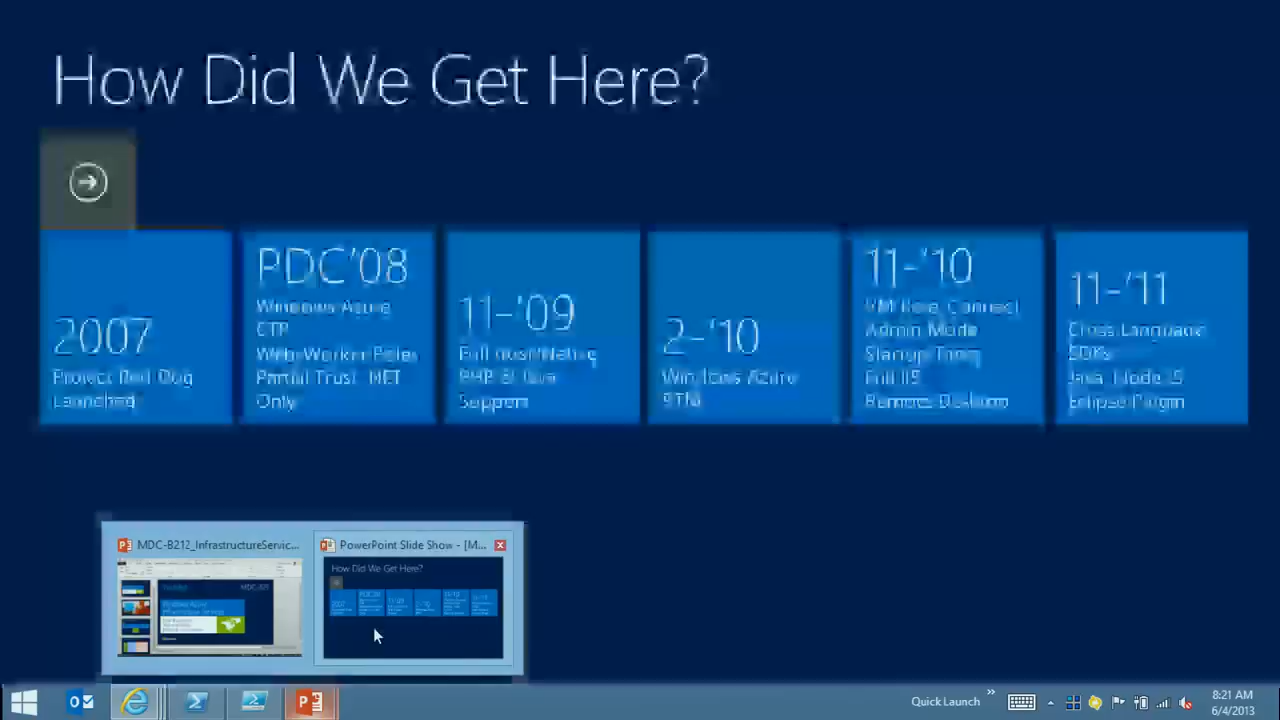 How Did We Get Here?
2007
Project Red Dog
Launched
PDC'08
Windows Azure
CTP
Web-Worker Roles
Partial Trust .NET
Only
11-'09
Full Trust/Native
PHP & Java
Support
2-'10
Windows Azure
RTM
11-'10
VM Role, Connect
Admin Mode
Startup Tasks
Full IIS
Remote Desktop
11-'11
Cross Language
SDKs
Java, Node.JS
Eclipse Plugin
MDC-B212_InfrastructureServic...
PowerPoint Slide Show - [M...
How Did We Get Here?
Quick Launch
8:21 AM
6/4/2013